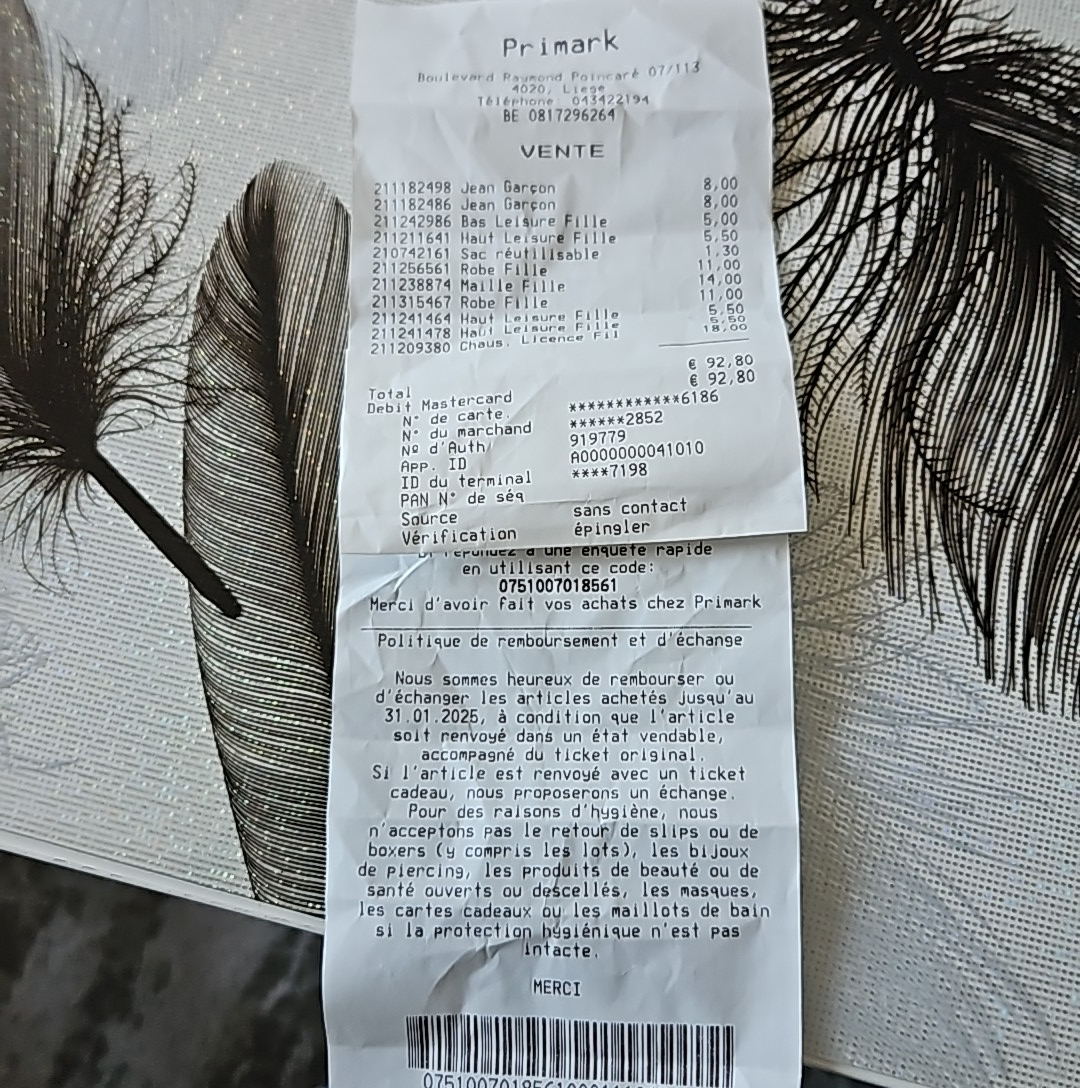 Primark
Boulevard Raymond Poincaré 07/113
4020, Liege
Téléphone 043422194
BE 0817296264
VENTE
211182498 Jean Garçon 8,00
211182486 Jean Garçon 8,00
211242986 Bas Leisure Fille 5,00
211211641 Haut Leisure Fille 5,50
210742161 Sac réutilisable 1,30
211256561 Robe Fille 11,00
211238874 Maille Fille 14,00
211315467 Robe Fille 11,00
211241464 Haut Leisure Fille 5,50
211241478 Haut Leisure Fille 5,50
211209380 Chaus. Licence Fil 18,00
Total € 92,80
Debit Mastercard € 92,80
N° de carte. ************6186
N° du marchand ******2852
Nº d'Auth 919779
App. ID A0000000041010
ID du terminal ****7198
PAN N° de séq
Source sans contact
Vérification épingler
répondez à une enquête rapide
en utilisant ce code:
0751007018561
Merci d'avoir fait vos achats chez Primark
Politique de remboursement et d'échange
Nous sommes heureux de rembourser ou
d'échanger les articles achetés jusqu'au
31.01.2025, à condition que l'article
soit renvoyé dans un état vendable,
accompagné du ticket original.
Si l'article est renvoyé avec un ticket
cadeau, nous proposerons un échange.
Pour des raisons d'hygiène, nous
n'acceptons pas le retour de slips ou de
boxers (y compris les lots), les bijoux
de piercing, les produits de beauté ou de
santé ouverts ou descellés, les masques,
les cartes cadeaux ou les maillots de bain
si la protection hygiénique n'est pas
intacte.
MERCI